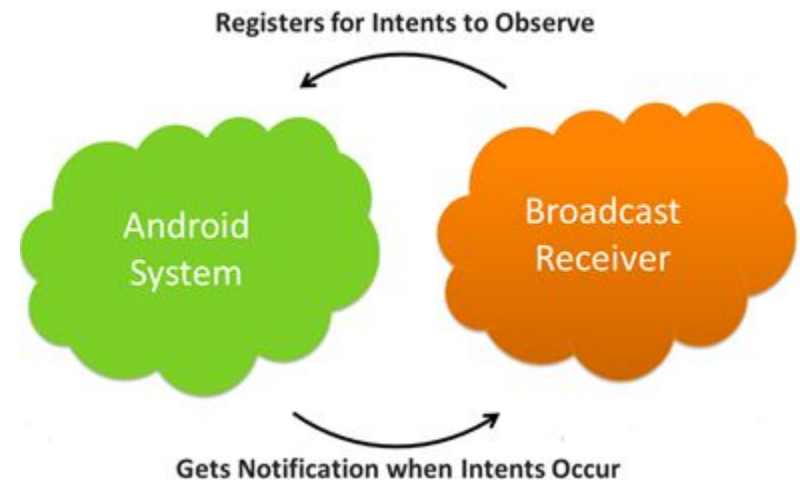 Registers for Intents to Observe
Android
System
Broadcast
Receiver
Gets Notification when Intents Occur